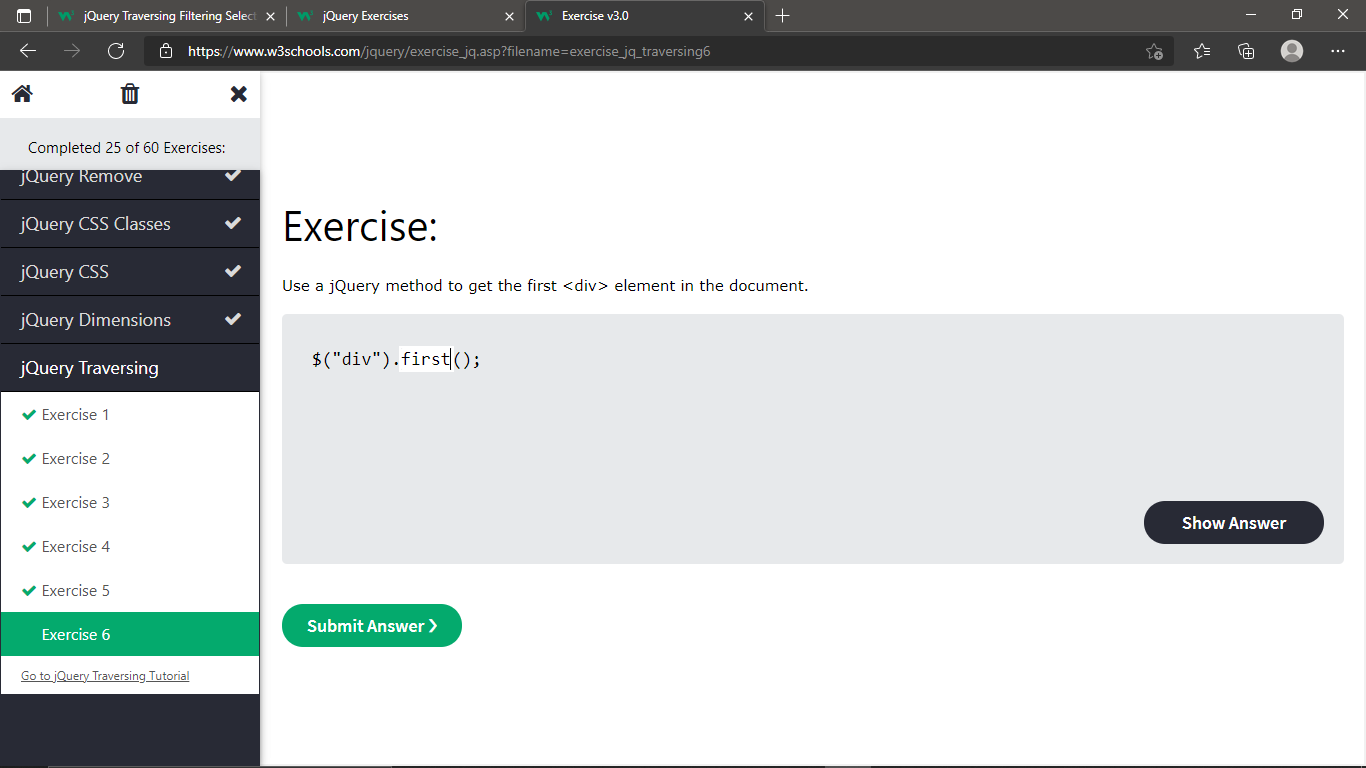 jQuery Traversing Filtering Select
jQuery Exercises
Exercise v3.0
https://www.w3schools.com/jquery/exercise_jq.asp?filename=exercise_jq_traversing6
Completed 25 of 60 Exercises:
jQuery Remove
jQuery CSS Classes
jQuery CSS
jQuery Dimensions
jQuery Traversing
Exercise 1
Exercise 2
Exercise 3
Exercise 4
Exercise 5
Exercise 6
Go to jQuery Traversing Tutorial
Exercise:
Use a jQuery method to get the first <div> element in the document.
$("div").first();
Show Answer
Submit Answer ❯